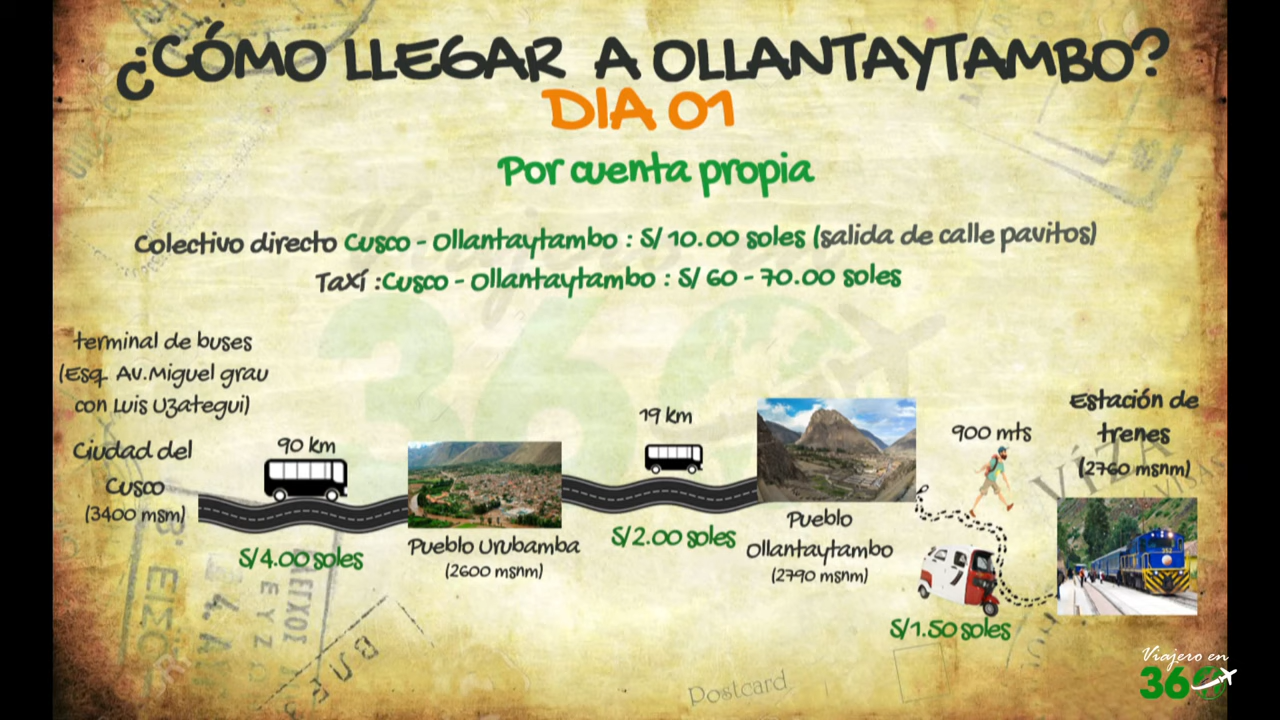 ¿CÓMO LLEGAR A OLLANTAYTAMBO?
DIA 01
Por cuenta propia
Colectivo directo Cusco - Ollantaytambo : S/ 10.00 soles (salida de calle pavitos)
Taxí :Cusco - Ollantaytambo : S/ 60 - 70.00 soles
terminal de buses
(Esq. Av.Miguel grau
con Luis Uzategui)
Ciudad del
Cusco
(3400 msm)
90 km
S/4.00 soles
Pueblo Urubamba
(2600 msnm)
19 km
S/2.00 soles
Pueblo
Ollantaytambo
(2790 msnm)
900 mts
S/1.50 soles
Estación de
trenes
(2760 msnm)
Postcard
Viajero en
360